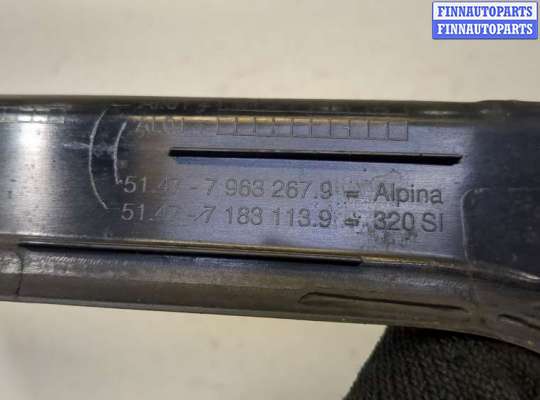 FINNAUTOPARTS
FINNAUTOPARTS
51.47 - 7 963 267.9 = Alpina
51.47 - 7 183 113.9 = 320 SI